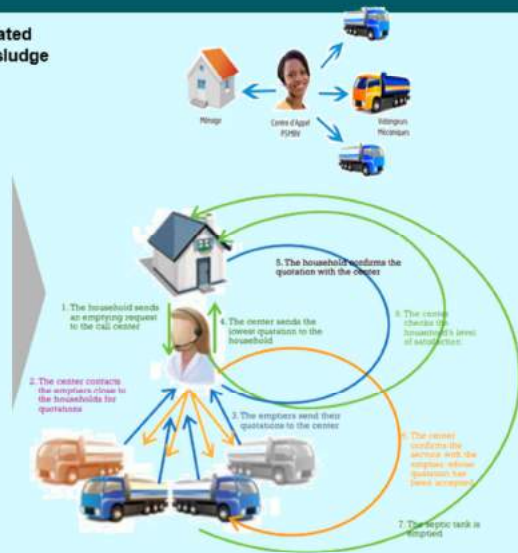 ated
sludge
Ménage
Centre d'Appel
PSMBV
Vidangeurs
Mécaniques
5. The household confirms the
quotation with the center
1. The household sends
an emptying request
to the call center
4. The center sends the
lowest quotation to the
household
8. The center
checks the
household's level
of satisfaction
2. The center contacts
the emptiers close to
the households for
quotations
3. The emptiers send their
quotations to the center
6. The center
confirms the
service with the
emptier whose
quotation has
been accepted
7. The septic tank is
emptied